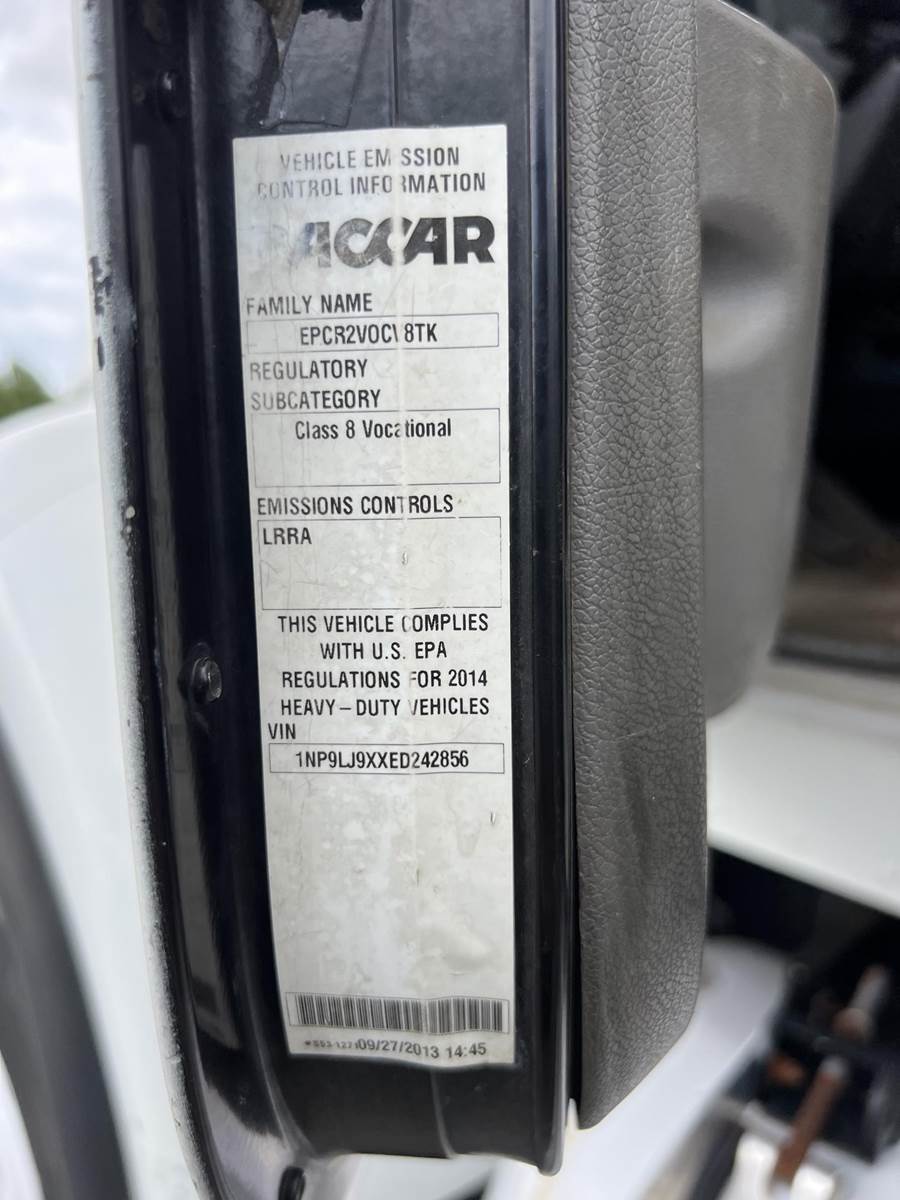 VEHICLE EMISSION
CONTROL INFORMATION
PACCAR
FAMILY NAME
EPCR2VOCV8TK
REGULATORY
SUBCATEGORY
Class 8 Vocational
EMISSIONS CONTROLS
LRRA
THIS VEHICLE COMPLIES
WITH U.S. EPA
REGULATIONS FOR 2014
HEAVY-DUTY VEHICLES
VIN
1NP9LJ9XXED242856
09/27/2013 14:45